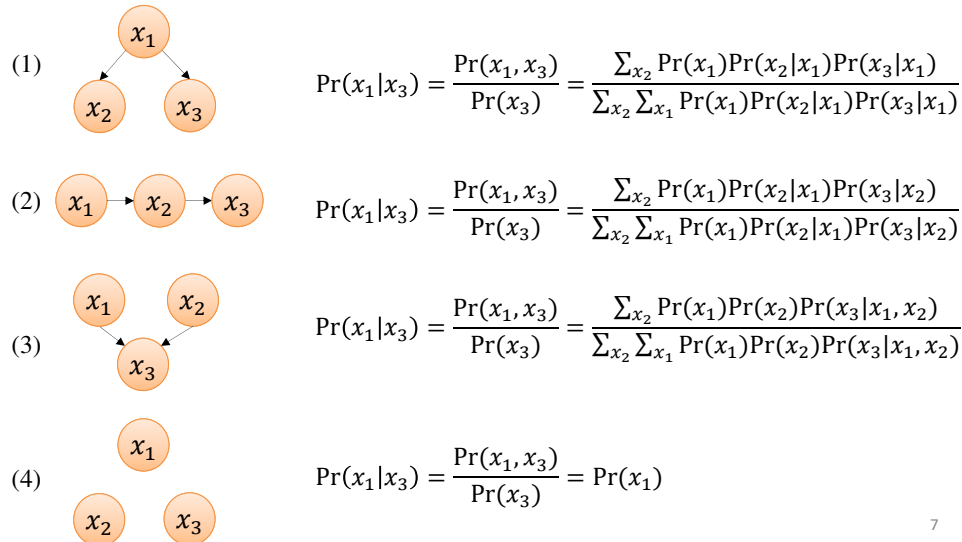 (1) x₁ x₂ x₃ Pr(x₁|x₃) = Pr(x₁, x₃) / Pr(x₃) = ∑ₓ₂ Pr(x₁)Pr(x₂|x₁)Pr(x₃|x₁) / ∑ₓ₂ ∑ₓ₁ Pr(x₁)Pr(x₂|x₁)Pr(x₃|x₁)
(2) x₁ x₂ x₃ Pr(x₁|x₃) = Pr(x₁, x₃) / Pr(x₃) = ∑ₓ₂ Pr(x₁)Pr(x₂|x₁)Pr(x₃|x₂) / ∑ₓ₂ ∑ₓ₁ Pr(x₁)Pr(x₂|x₁)Pr(x₃|x₂)
(3) x₁ x₂ x₃ Pr(x₁|x₃) = Pr(x₁, x₃) / Pr(x₃) = ∑ₓ₂ Pr(x₁)Pr(x₂)Pr(x₃|x₁, x₂) / ∑ₓ₂ ∑ₓ₁ Pr(x₁)Pr(x₂)Pr(x₃|x₁, x₂)
(4) x₁ x₂ x₃ Pr(x₁|x₃) = Pr(x₁, x₃) / Pr(x₃) = Pr(x₁)
7